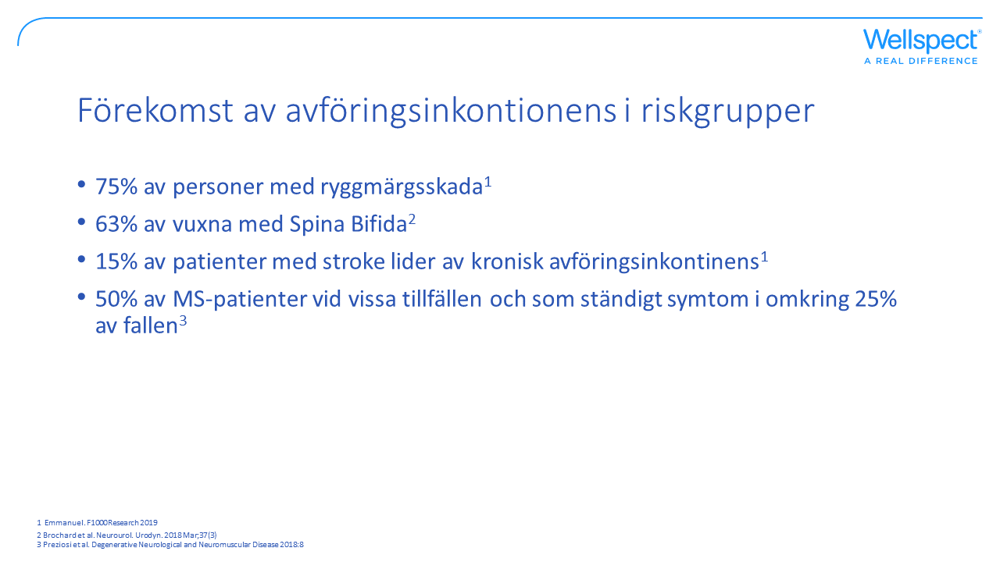 Wellspect®
A REAL DIFFERENCE
Förekomst av avföringsinkontionens i riskgrupper
• 75% av personer med ryggmärgsskada1
• 63% av vuxna med Spina Bifida2
• 15% av patienter med stroke lider av kronisk avföringsinkontinens1
• 50% av MS-patienter vid vissa tillfällen och som ständigt symtom i omkring 25%
av fallen3
1 Emmanuel. F1000Research 2019
2 Brochard et al. Neurourol. Urodyn. 2018 Mar;37(3)
3 Preziosi et al. Degenerative Neurological and Neuromuscular Disease 2018:8